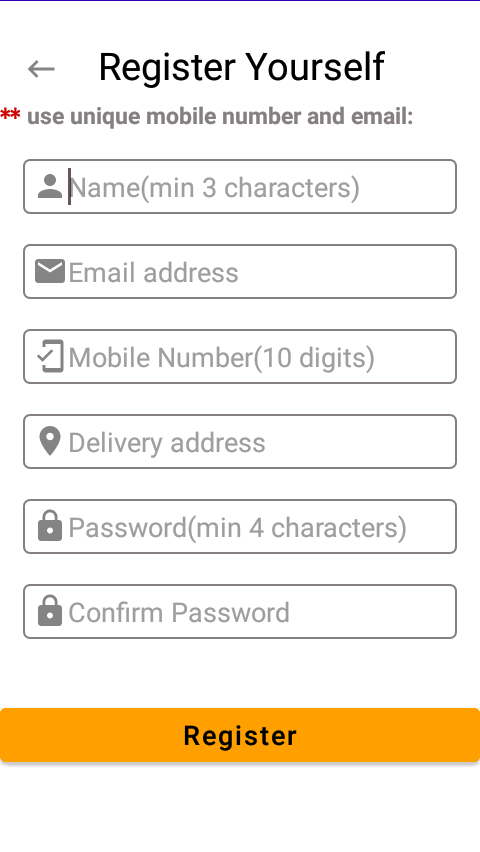 Register Yourself
** use unique mobile number and email:
Name(min 3 characters)
Email address
Mobile Number(10 digits)
Delivery address
Password(min 4 characters)
Confirm Password
Register